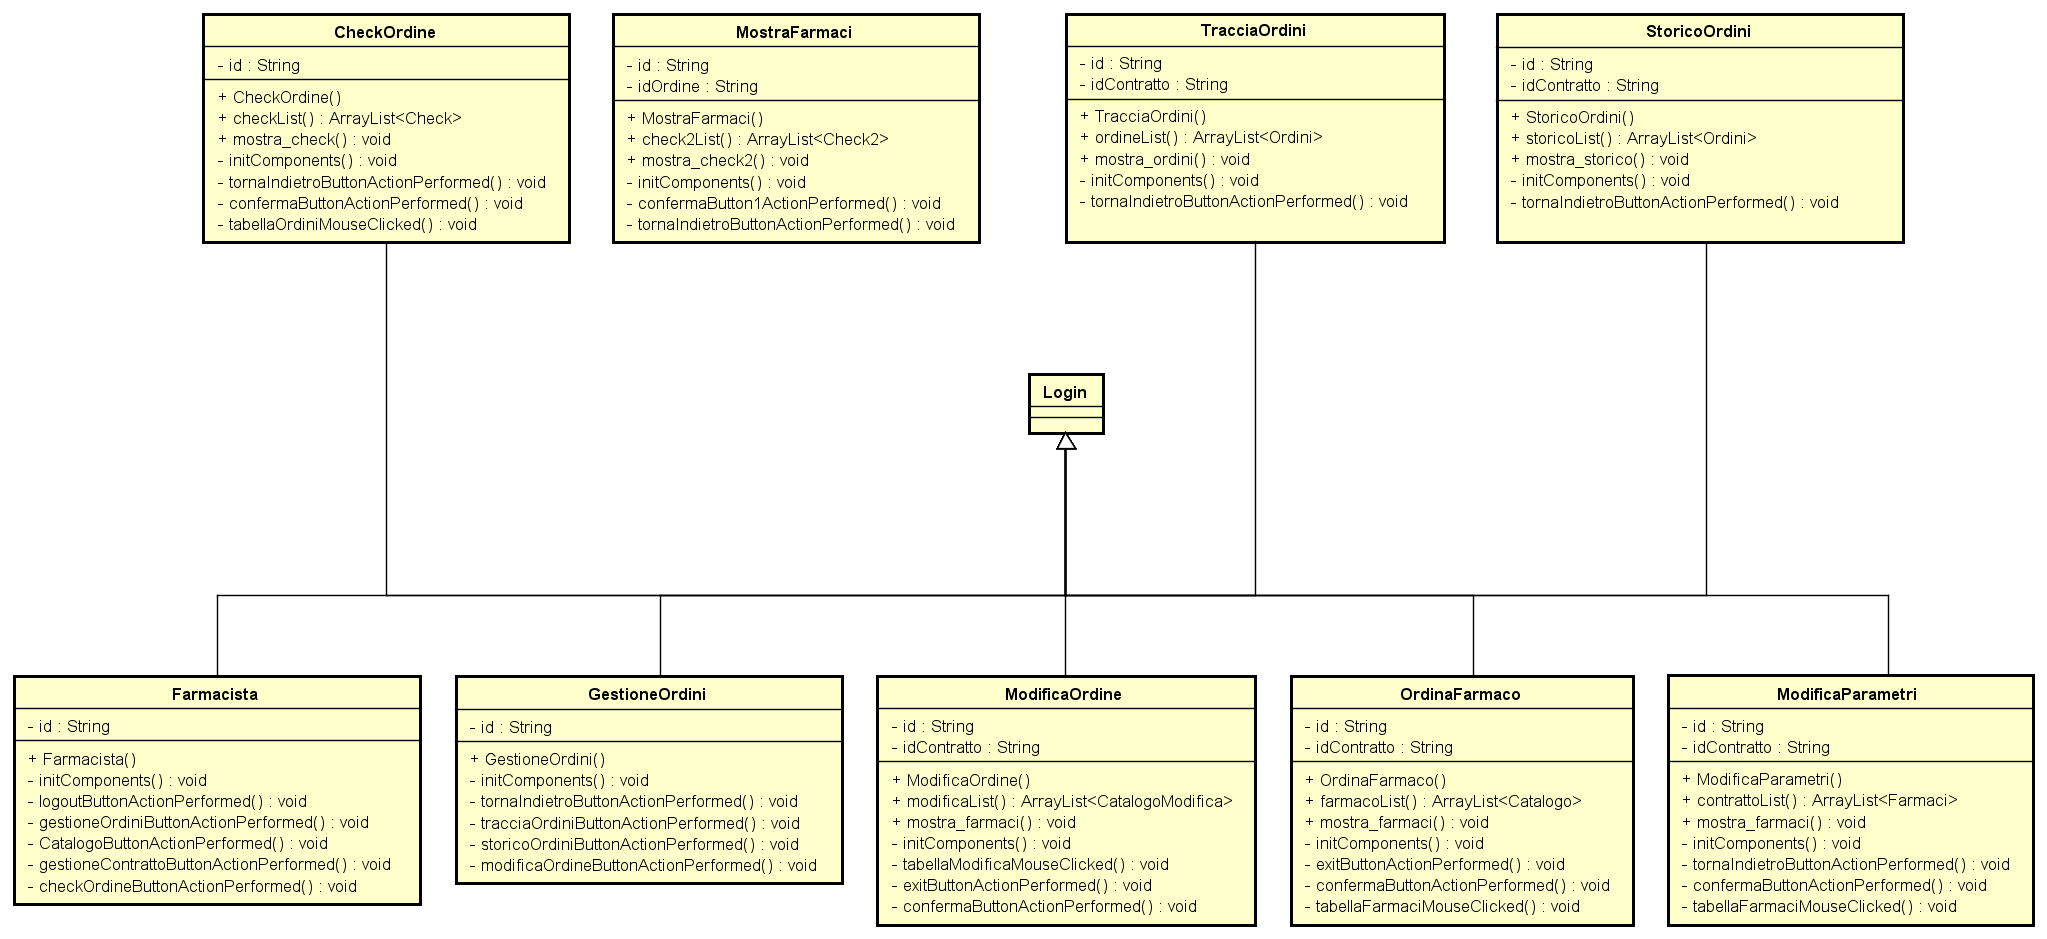 CheckOrdine
- id : String
+ CheckOrdine()
+ checkList() : ArrayList<Check>
+ mostra_check() : void
- initComponents() : void
- tornaIndietroButtonActionPerformed() : void
- confermaButtonActionPerformed() : void
- tabellaOrdiniMouseClicked() : void
MostraFarmaci
- id : String
- idOrdine : String
+ MostraFarmaci()
+ check2List() : ArrayList<Check2>
+ mostra_check2() : void
- initComponents() : void
- confermaButton1ActionPerformed() : void
- tornaIndietroButtonActionPerformed() : void
TracciaOrdini
- id : String
- idContratto : String
+ TracciaOrdini()
+ ordineList() : ArrayList<Ordini>
+ mostra_ordini() : void
- initComponents() : void
- tornaIndietroButtonActionPerformed() : void
StoricoOrdini
- id : String
- idContratto : String
+ StoricoOrdini()
+ storicoList() : ArrayList<Ordini>
+ mostra_storico() : void
- initComponents() : void
- tornaIndietroButtonActionPerformed() : void
Login
Farmacista
- id : String
+ Farmacista()
- initComponents() : void
- logoutButtonActionPerformed() : void
- gestioneOrdiniButtonActionPerformed() : void
- CatalogoButtonActionPerformed() : void
- gestioneContrattoButtonActionPerformed() : void
- checkOrdineButtonActionPerformed() : void
GestioneOrdini
- id : String
+ GestioneOrdini()
- initComponents() : void
- tornaIndietroButtonActionPerformed() : void
- tracciaOrdiniButtonActionPerformed() : void
- storicoOrdiniButtonActionPerformed() : void
- modificaOrdineButtonActionPerformed() : void
ModificaOrdine
- id : String
- idContratto : String
+ ModificaOrdine()
+ modificaList() : ArrayList<CatalogoModifica>
+ mostra_farmaci() : void
- initComponents() : void
- tabellaModificaMouseClicked() : void
- exitButtonActionPerformed() : void
- confermaButtonActionPerformed() : void
OrdinaFarmaco
- id : String
- idContratto : String
+ OrdinaFarmaco()
+ farmacoList() : ArrayList<Catalogo>
+ mostra_farmaci() : void
- initComponents() : void
- exitButtonActionPerformed() : void
- confermaButtonActionPerformed() : void
- tabellaFarmaciMouseClicked() : void
ModificaParametri
- id : String
- idContratto : String
+ ModificaParametri()
+ contrattoList() : ArrayList<Farmaci>
+ mostra_farmaci() : void
- initComponents() : void
- tornaIndietroButtonActionPerformed() : void
- confermaButtonActionPerformed() : void
- tabellaFarmaciMouseClicked() : void